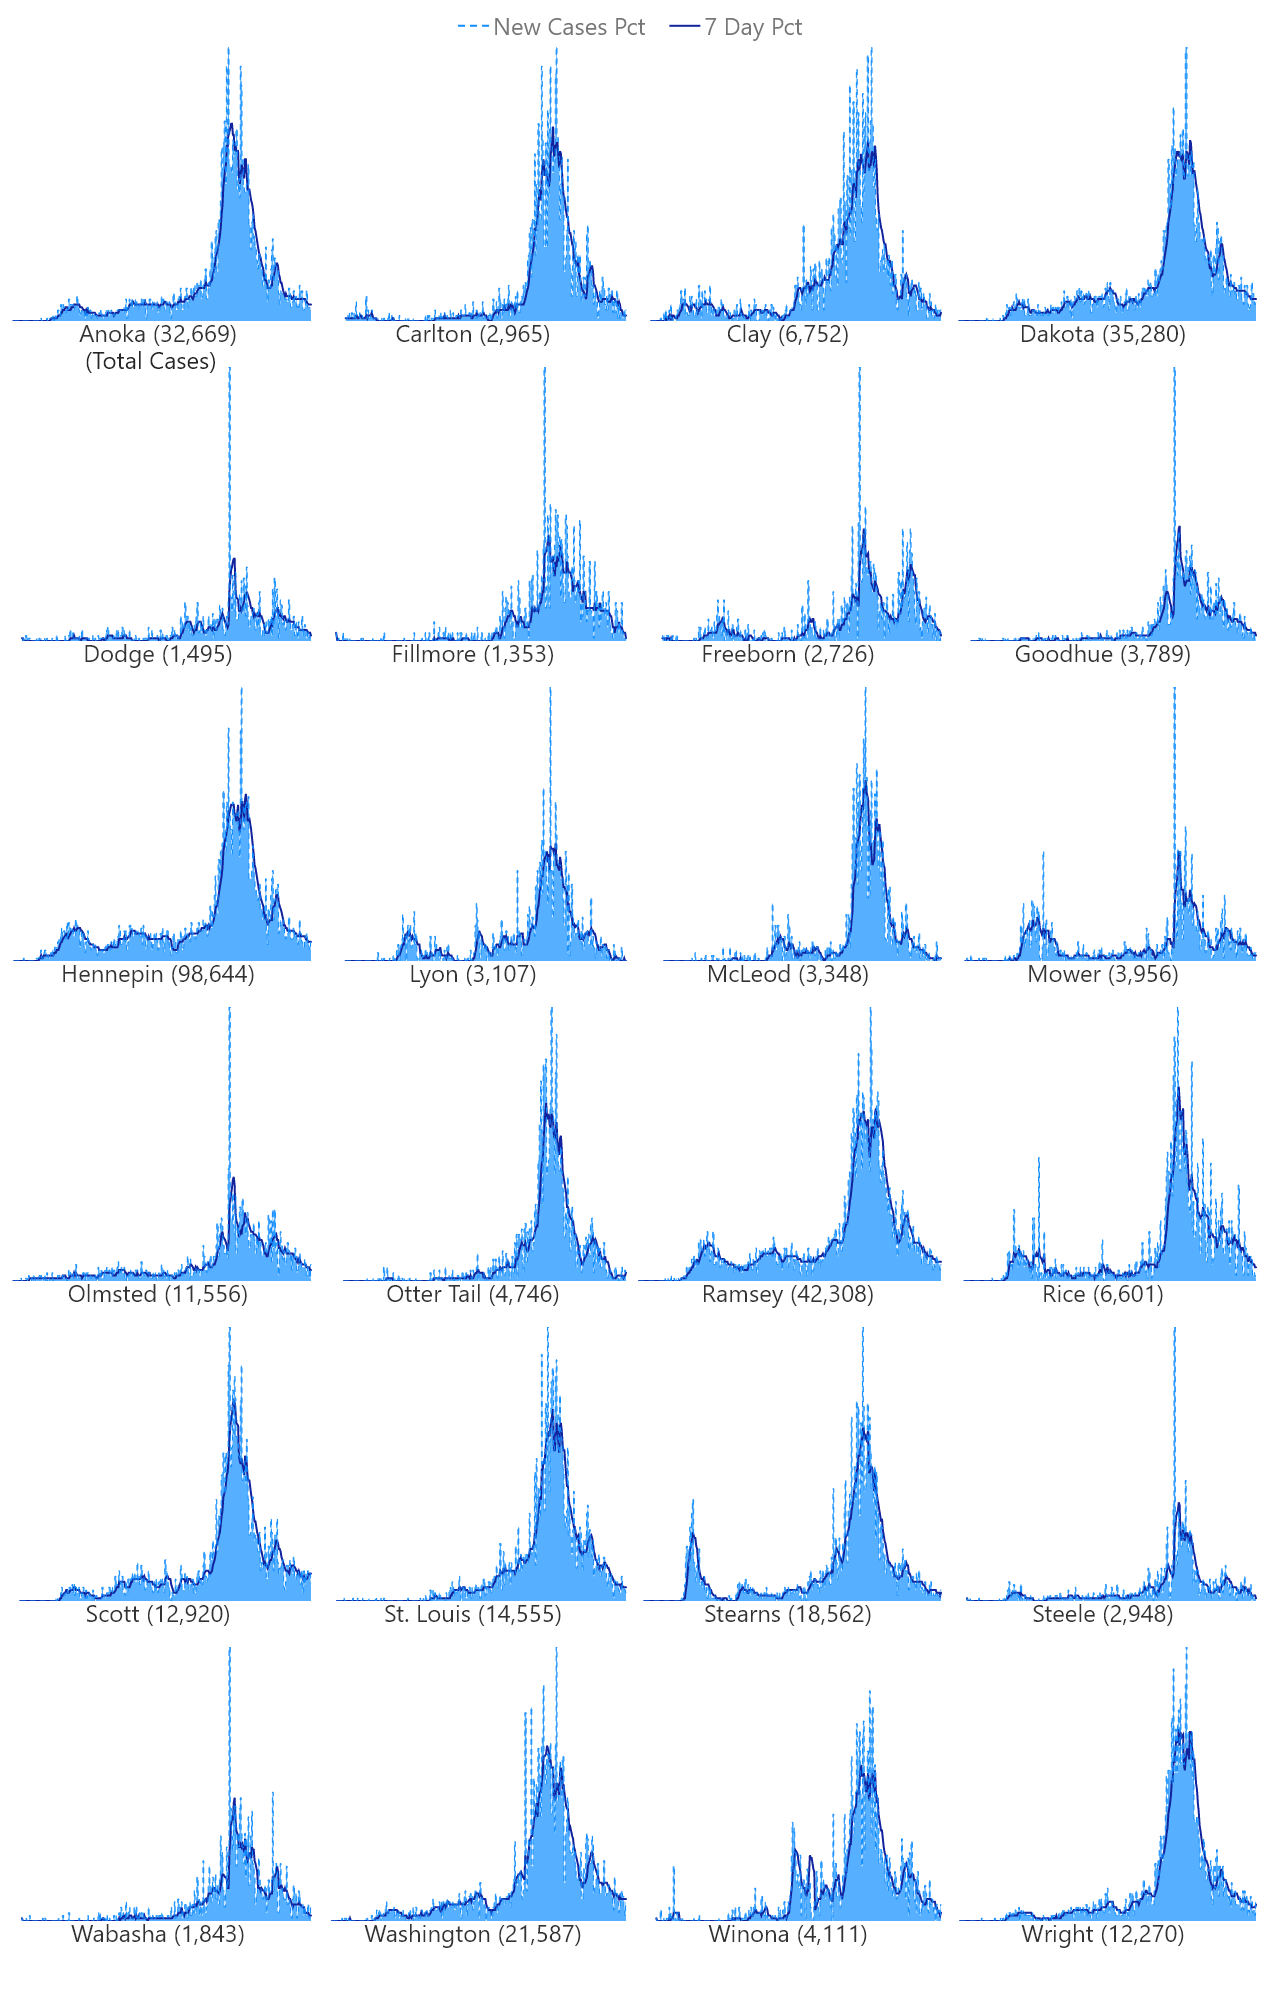 New Cases Pct 7 Day Pct
Anoka (32,669) Carlton (2,965) Clay (6,752) Dakota (35,280)
(Total Cases)
Dodge (1,495) Fillmore (1,353) Freeborn (2,726) Goodhue (3,789)
Hennepin (98,644) Lyon (3,107) McLeod (3,348) Mower (3,956)
Olmsted (11,556) Otter Tail (4,746) Ramsey (42,308) Rice (6,601)
Scott (12,920) St. Louis (14,555) Stearns (18,562) Steele (2,948)
Wabasha (1,843) Washington (21,587) Winona (4,111) Wright (12,270)